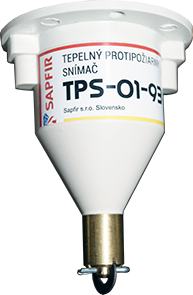 SAPFIR
TEPELNÝ PROTIPOŽIARNY
SNÍMAČ
TPS-01-93
Sapfir s.r.o. Slovensko